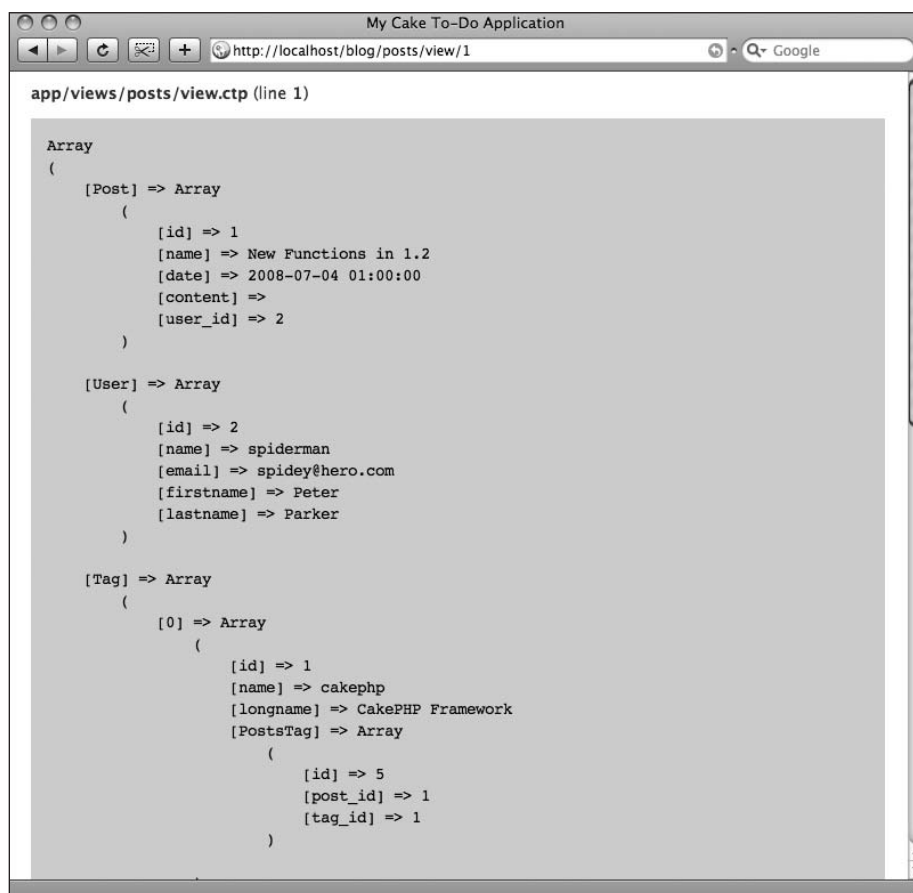 My Cake To-Do Application
http://localhost/blog/posts/view/1
Google
app/views/posts/view.ctp (line 1)
Array
(
[Post] => Array
(
[id] => 1
[name] => New Functions in 1.2
[date] => 2008-07-04 01:00:00
[content] =>
[user_id] => 2
)
[User] => Array
(
[id] => 2
[name] => spiderman
[email] => spidey@hero.com
[firstname] => Peter
[lastname] => Parker
)
[Tag] => Array
(
[0] => Array
(
[id] => 1
[name] => cakephp
[longname] => CakePHP Framework
[PostsTag] => Array
(
[id] => 5
[post_id] => 1
[tag_id] => 1
)